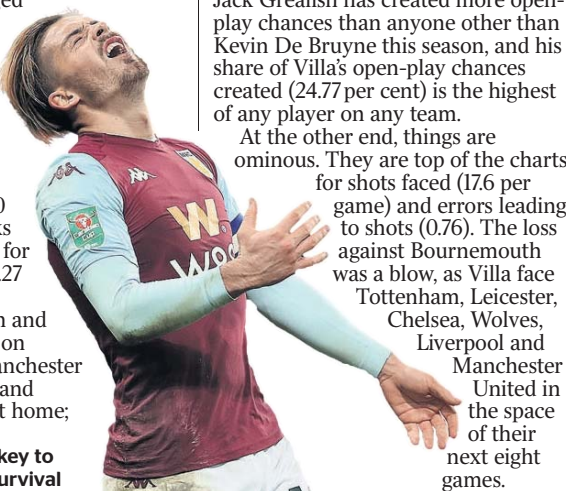 ed
0
ks
for
.27
n and
on
anchester
and
t home;
key to
urvival
Jack Grealish has created more open-
play chances than anyone other than
Kevin De Bruyne this season, and his
share of Villa's open-play chances
created (24.77 per cent) is the highest
of any player on any team.
At the other end, things are
ominous. They are top of the charts
for shots faced (17.6 per
game) and errors leading
to shots (0.76). The loss
against Bournemouth
was a blow, as Villa face
Tottenham, Leicester,
Chelsea, Wolves,
Liverpool and
Manchester
United in
the space
of their
next eight
games.
W